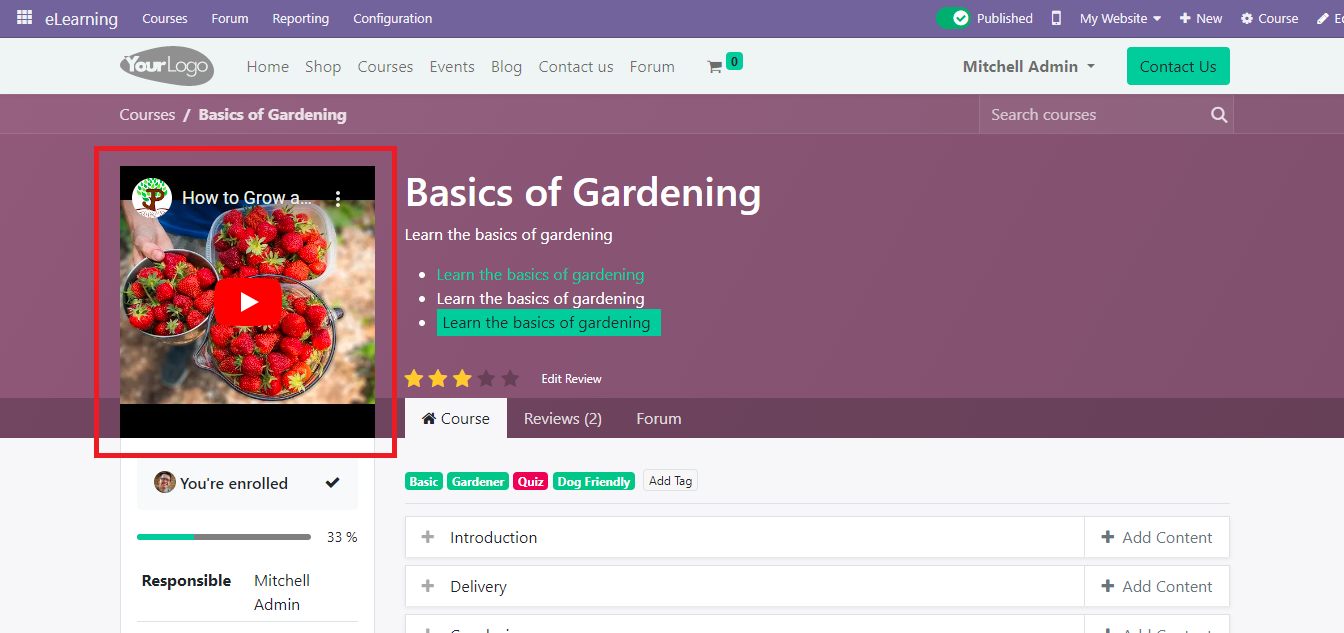 eLearning Courses Forum Reporting Configuration Published My Website New Course
YourLogo Home Shop Courses Events Blog Contact us Forum 0 Mitchell Admin Contact Us
Courses / Basics of Gardening Search courses
How to Grow a...
Basics of Gardening
Learn the basics of gardening
Learn the basics of gardening
Learn the basics of gardening
Learn the basics of gardening
Edit Review
Course Reviews (2) Forum
Basic Gardener Quiz Dog Friendly Add Tag
You're enrolled
33 %
Responsible Mitchell
Admin
Introduction Add Content
Delivery Add Content
Add Content